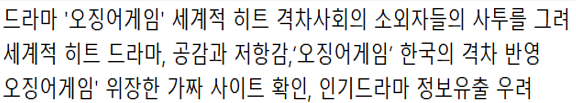 드라마 '오징어게임' 세계적 히트 격차사회의 소외자들의 사투를 그려
세계적 히트 드라마, 공감과 저항감,‘오징어게임’ 한국의 격차 반영
오징어게임' 위장한 가짜 사이트 확인, 인기드라마 정보유출 우려